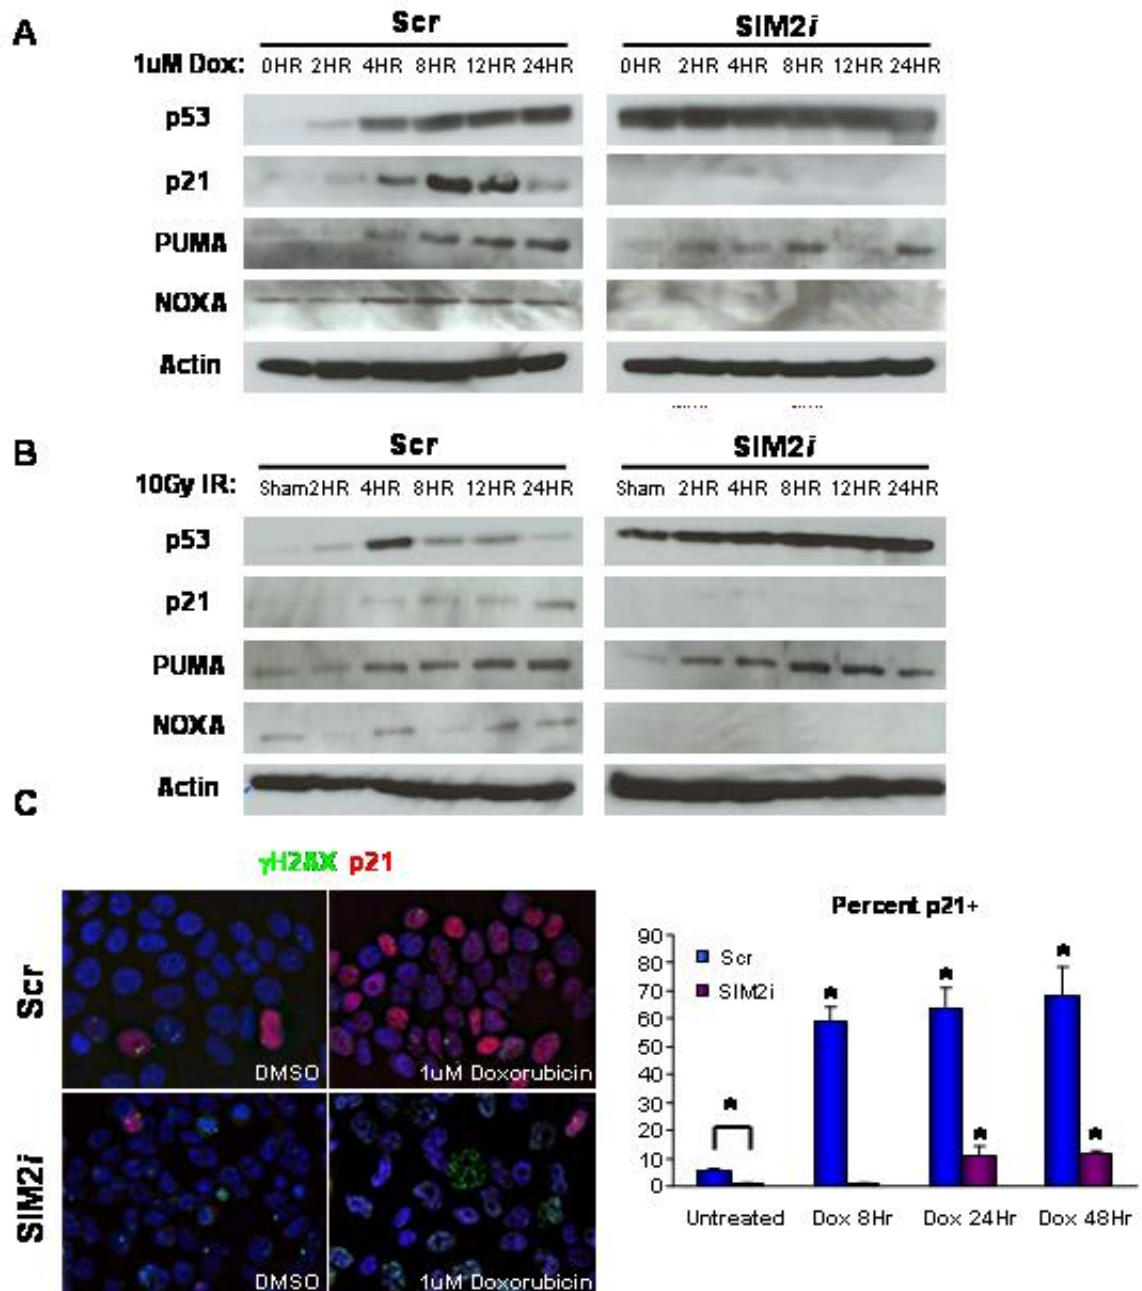 A
Scr SIM2i
1uM Dox: 0HR 2HR 4HR 8HR 12HR 24HR 0HR 2HR 4HR 8HR 12HR 24HR
p53
p21
PUMA
NOXA
Actin
B
Scr SIM2i
10Gy IR: Sham2HR 4HR 8HR 12HR 24HR Sham 2HR 4HR 8HR 12HR 24HR
p53
p21
PUMA
NOXA
Actin
C
γH2AX p21
Scr
DMSO
1uM Doxorubicin
SIM2i
DMSO
1uM Doxorubicin
Percent p21+
Scr
SIM2i
90
80
70
60
50
40
30
20
10
0
* * * * * *
Untreated Dox 8Hr Dox 24Hr Dox 48Hr